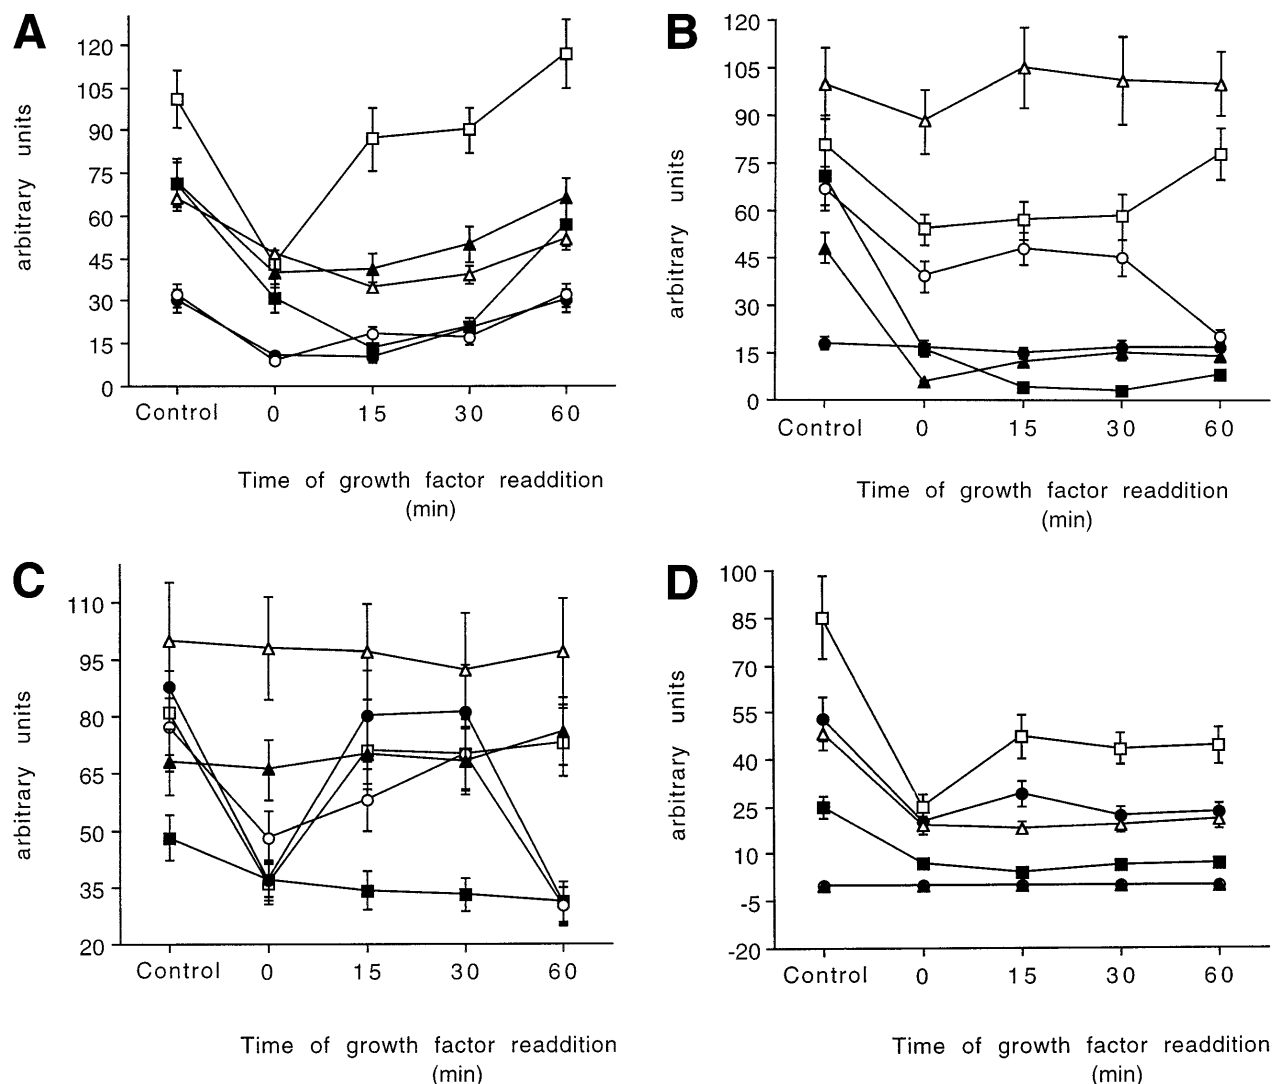 A
120
105
90
75
60
45
30
15
0
arbitrary units
Control 0 15 30 60
Time of growth factor readdition
(min)
B
120
105
90
75
60
45
30
15
0
arbitrary units
Control 0 15 30 60
Time of growth factor readdition
(min)
C
110
95
80
65
50
35
20
arbitrary units
Control 0 15 30 60
Time of growth factor readdition
(min)
D
100
85
70
55
40
25
10
-5
-20
arbitrary units
Control 0 15 30 60
Time of growth factor readdition
(min)